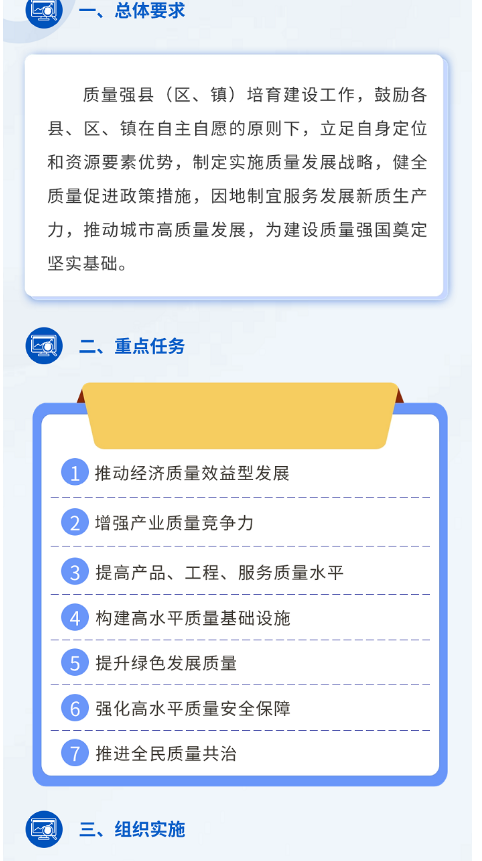 一、总体要求
质量强县（区、镇）培育建设工作，鼓励各
县、区、镇在自主自愿的原则下，立足自身定位
和资源要素优势，制定实施质量发展战略，健全
质量促进政策措施，因地制宜服务发展新质生产
力，推动城市高质量发展，为建设质量强国奠定
坚实基础。
二、重点任务
1 推动经济质量效益型发展
2 增强产业质量竞争力
3 提高产品、工程、服务质量水平
4 构建高水平质量基础设施
5 提升绿色发展质量
6 强化高水平质量安全保障
7 推进全民质量共治
三、组织实施